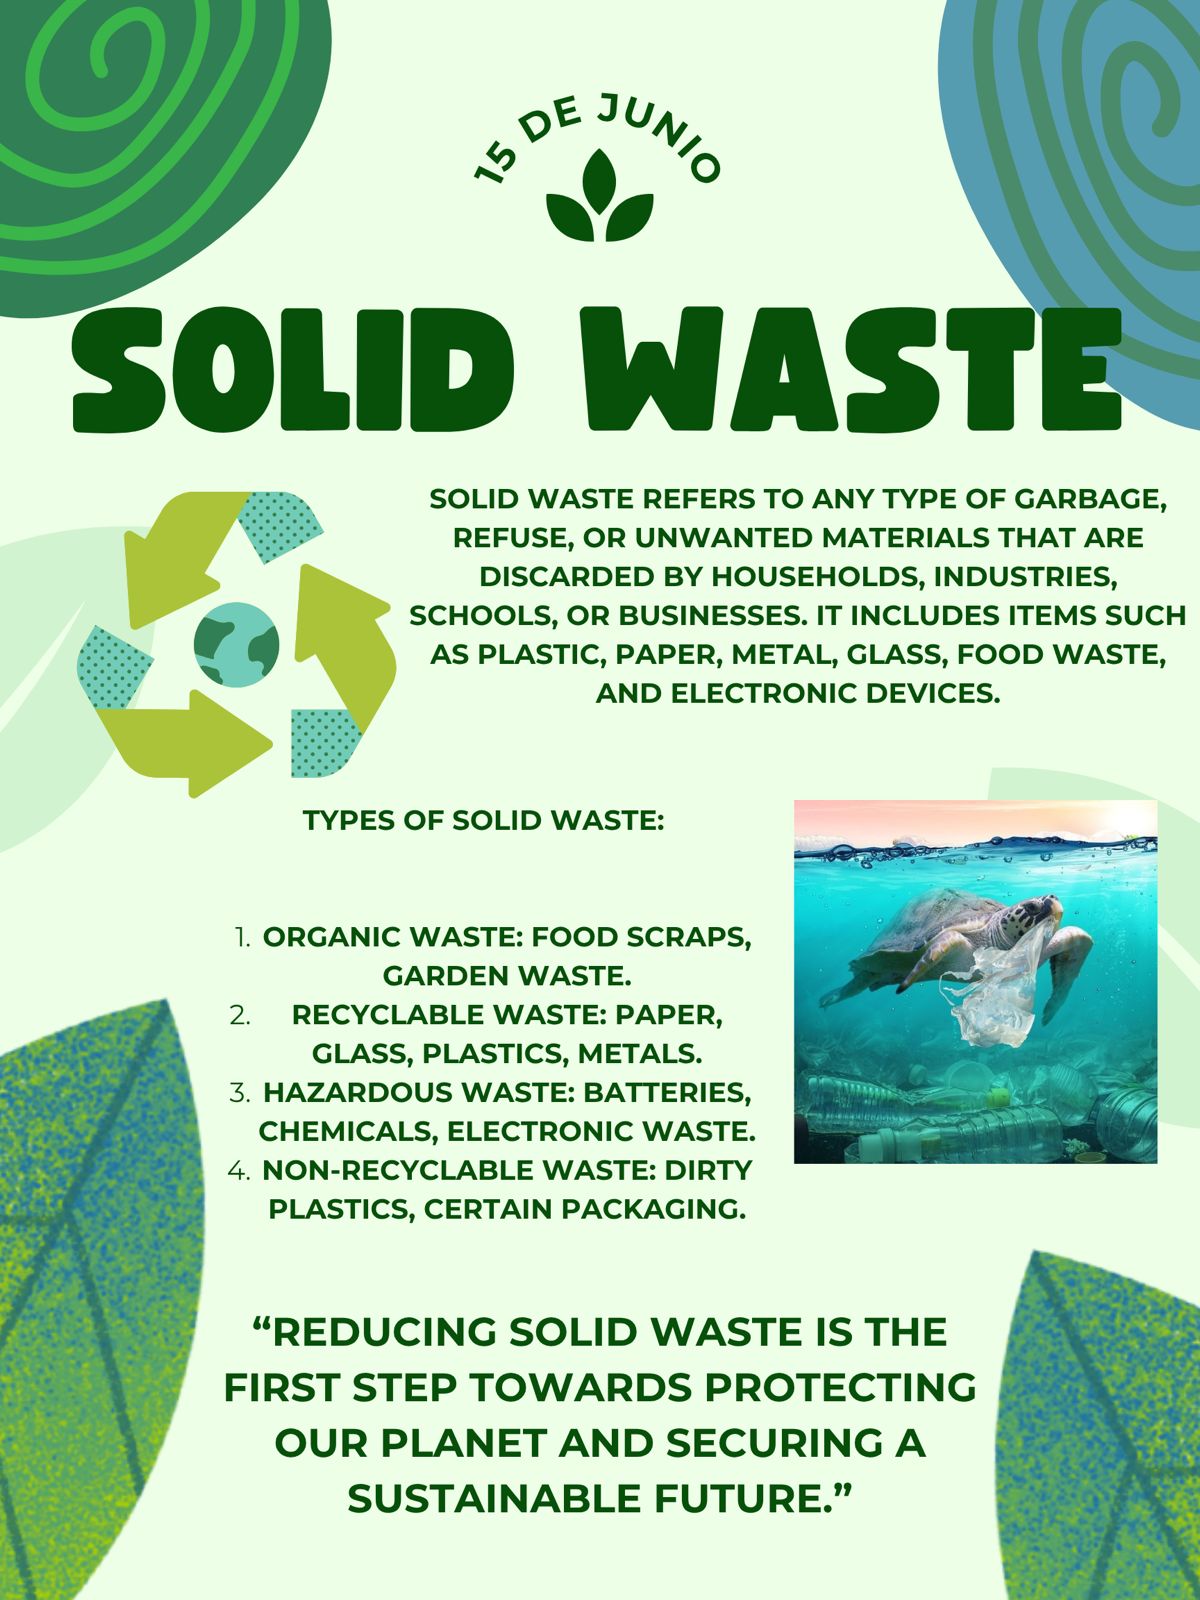 15 DE JUNIO
SOLID WASTE
SOLID WASTE REFERS TO ANY TYPE OF GARBAGE,
REFUSE, OR UNWANTED MATERIALS THAT ARE
DISCARDED BY HOUSEHOLDS, INDUSTRIES,
SCHOOLS, OR BUSINESSES. IT INCLUDES ITEMS SUCH
AS PLASTIC, PAPER, METAL, GLASS, FOOD WASTE,
AND ELECTRONIC DEVICES.
TYPES OF SOLID WASTE:
1. ORGANIC WASTE: FOOD SCRAPS,
GARDEN WASTE.
2. RECYCLABLE WASTE: PAPER,
GLASS, PLASTICS, METALS.
3. HAZARDOUS WASTE: BATTERIES,
CHEMICALS, ELECTRONIC WASTE.
4. NON-RECYCLABLE WASTE: DIRTY
PLASTICS, CERTAIN PACKAGING.
“REDUCING SOLID WASTE IS THE
FIRST STEP TOWARDS PROTECTING
OUR PLANET AND SECURING A
SUSTAINABLE FUTURE.”